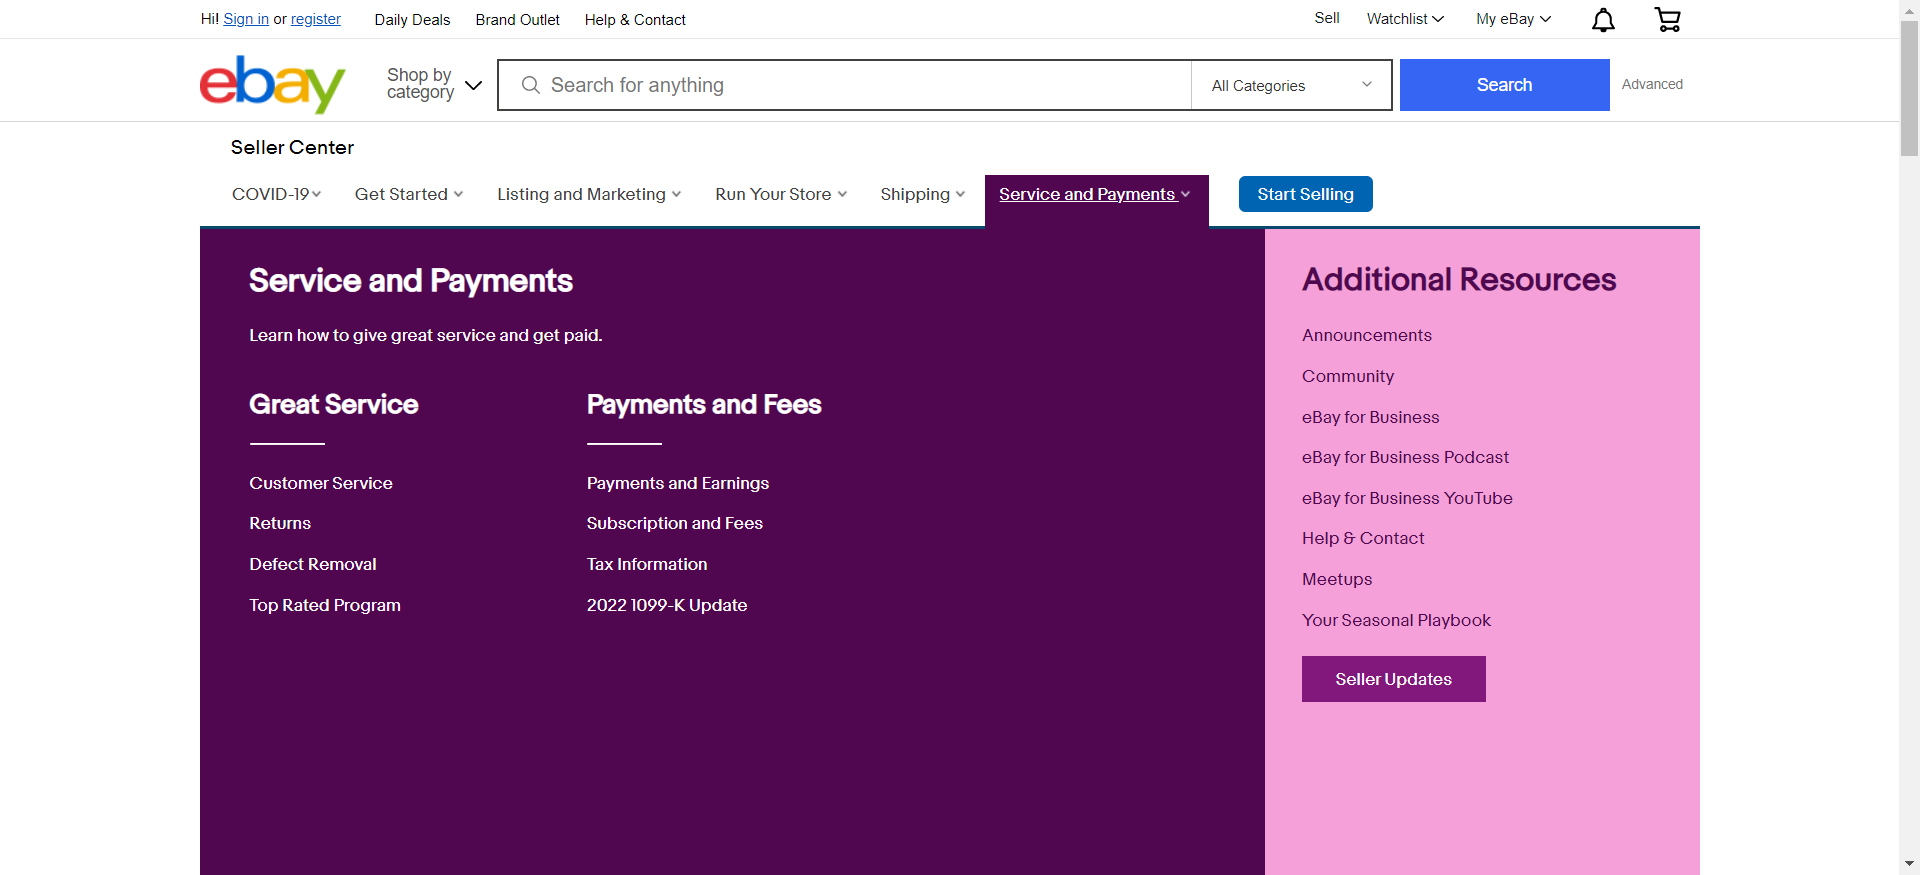 Hi! Sign in or register Daily Deals Brand Outlet Help & Contact Sell Watchlist My eBay
ebay
Shop by
category
Search for anything
All Categories
Search
Advanced
Seller Center
COVID-19 Get Started Listing and Marketing Run Your Store Shipping Service and Payments Start Selling
Service and Payments
Learn how to give great service and get paid.
Great Service
Customer Service
Returns
Defect Removal
Top Rated Program
Payments and Fees
Payments and Earnings
Subscription and Fees
Tax Information
2022 1099-K Update
Additional Resources
Announcements
Community
eBay for Business
eBay for Business Podcast
eBay for Business YouTube
Help & Contact
Meetups
Your Seasonal Playbook
Seller Updates